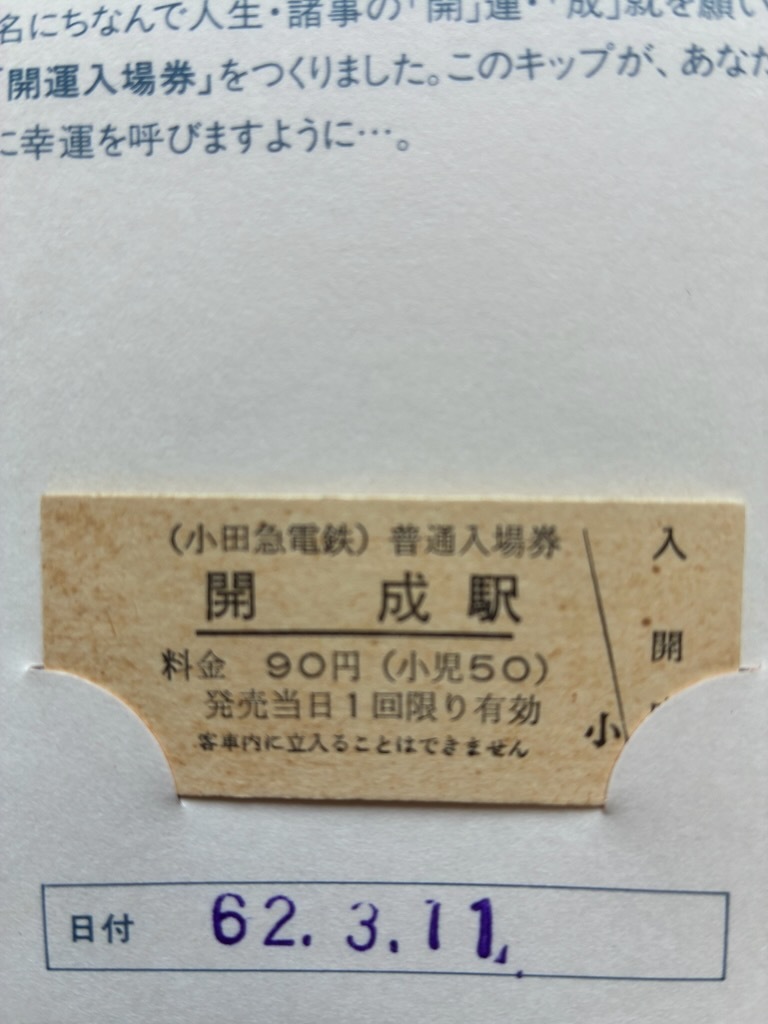 名にちなんで人生・諸事の「開」運・「成」就を願い
「開運入場券」をつくりました。このキップが、あなた
に幸運を呼びますように…。
(小田急電鉄) 普通入場券
開 成 駅
料金 90円 (小児50)
発売当日1回限り有効
客車内に立入ることはできません
入
開
小
日付 62.3.11